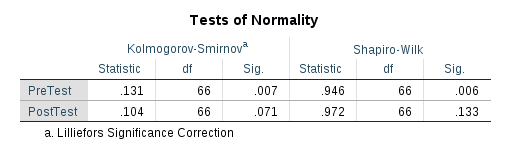 Tests of Normality
Kolmogorov-Smirnovᵃ Shapiro-Wilk
Statistic df Sig. Statistic df Sig.
PreTest .131 66 .007 .946 66 .006
PostTest .104 66 .071 .972 66 .133
a. Lilliefors Significance Correction